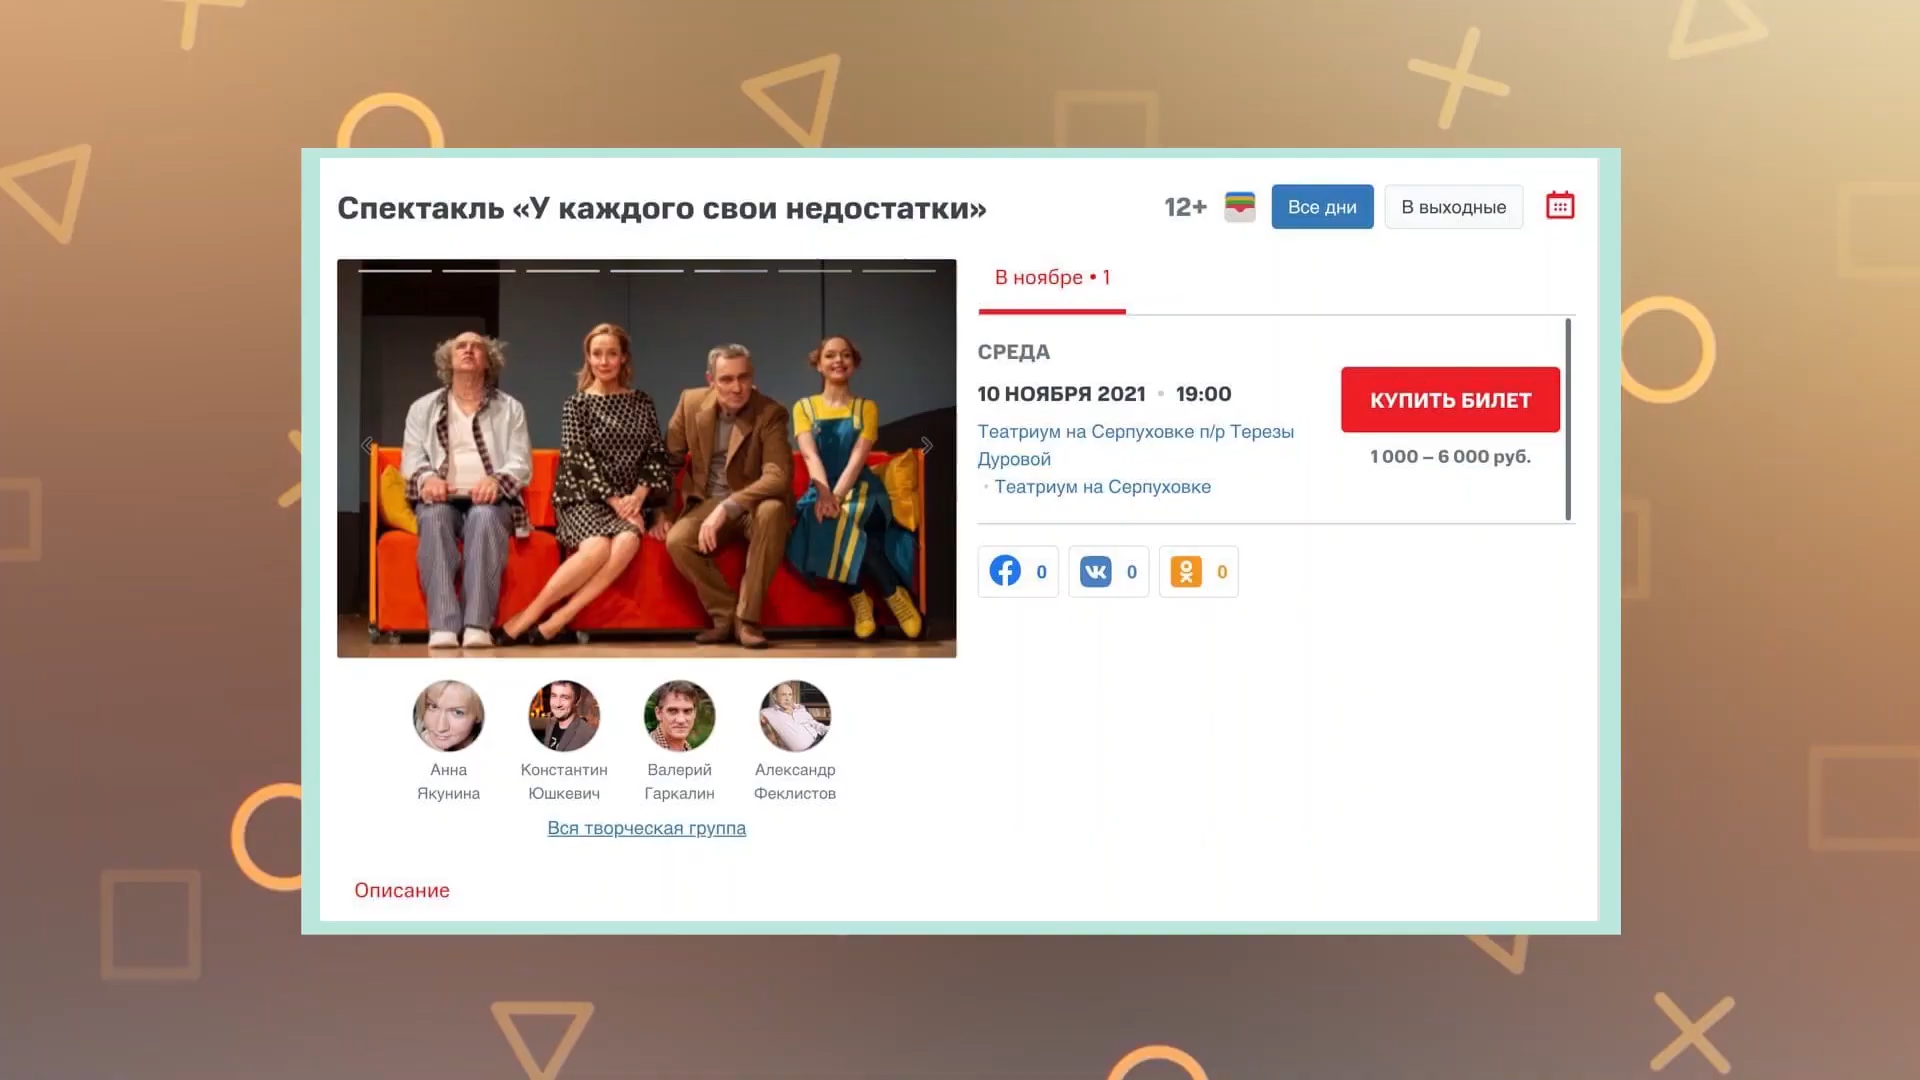 Спектакль «У каждого свои недостатки»
12+
Все дни
В выходные
В ноябре • 1
СРЕДА
10 НОЯБРЯ 2021 • 19:00
КУПИТЬ БИЛЕТ
1 000 – 6 000 руб.
Театриум на Серпуховке п/р Терезы
Дуровой
• Театриум на Серпуховке
0
0
0
Анна
Якунина
Константин
Юшкевич
Валерий
Гаркалин
Александр
Феклистов
Вся творческая группа
Описание